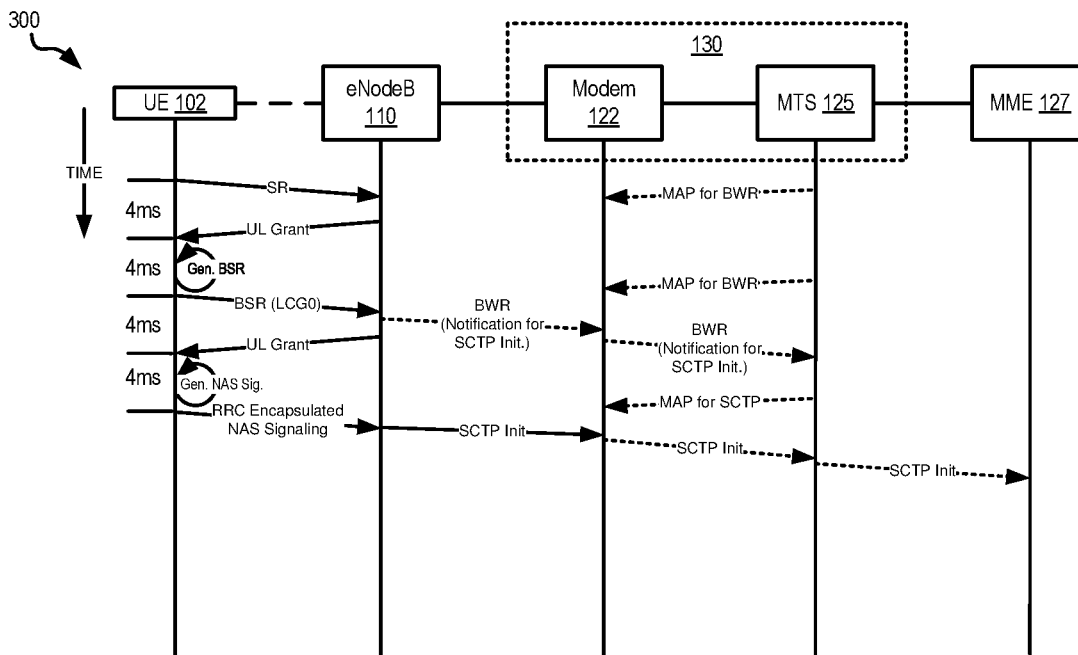 300
130
UE 102
eNodeB
110
Modem
122
MTS 125
MME 127
TIME
SR
MAP for BWR
4ms
UL Grant
4ms
Gen. BSR
MAP for BWR
BSR (LCG0)
BWR
(Notification for
SCTP Init.)
4ms
UL Grant
BWR
(Notification for
SCTP Init.)
4ms
Gen. NAS Sig.
MAP for SCTP
RRC Encapsulated
NAS Signaling
SCTP Init
SCTP Init
SCTP Init